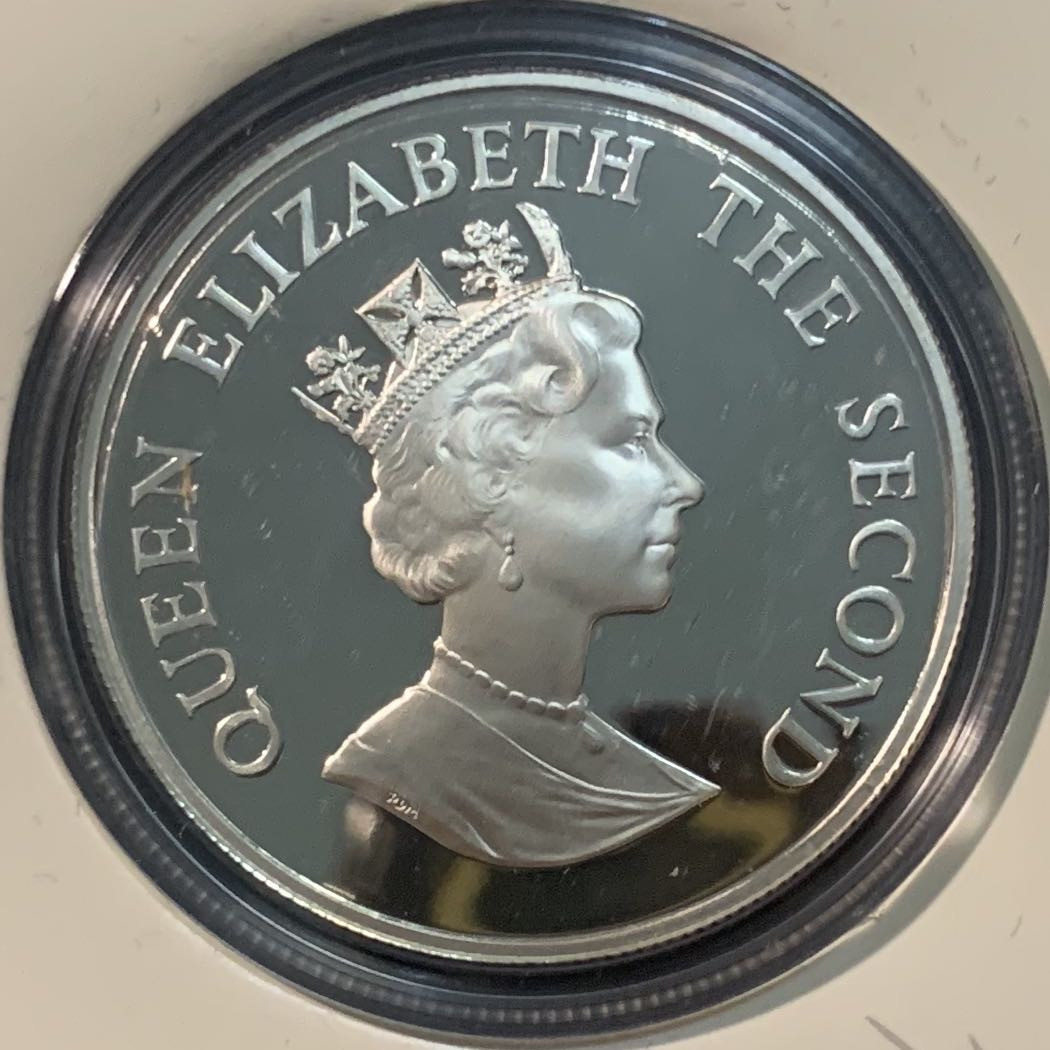 QUEEN ELIZABETH THE SECOND